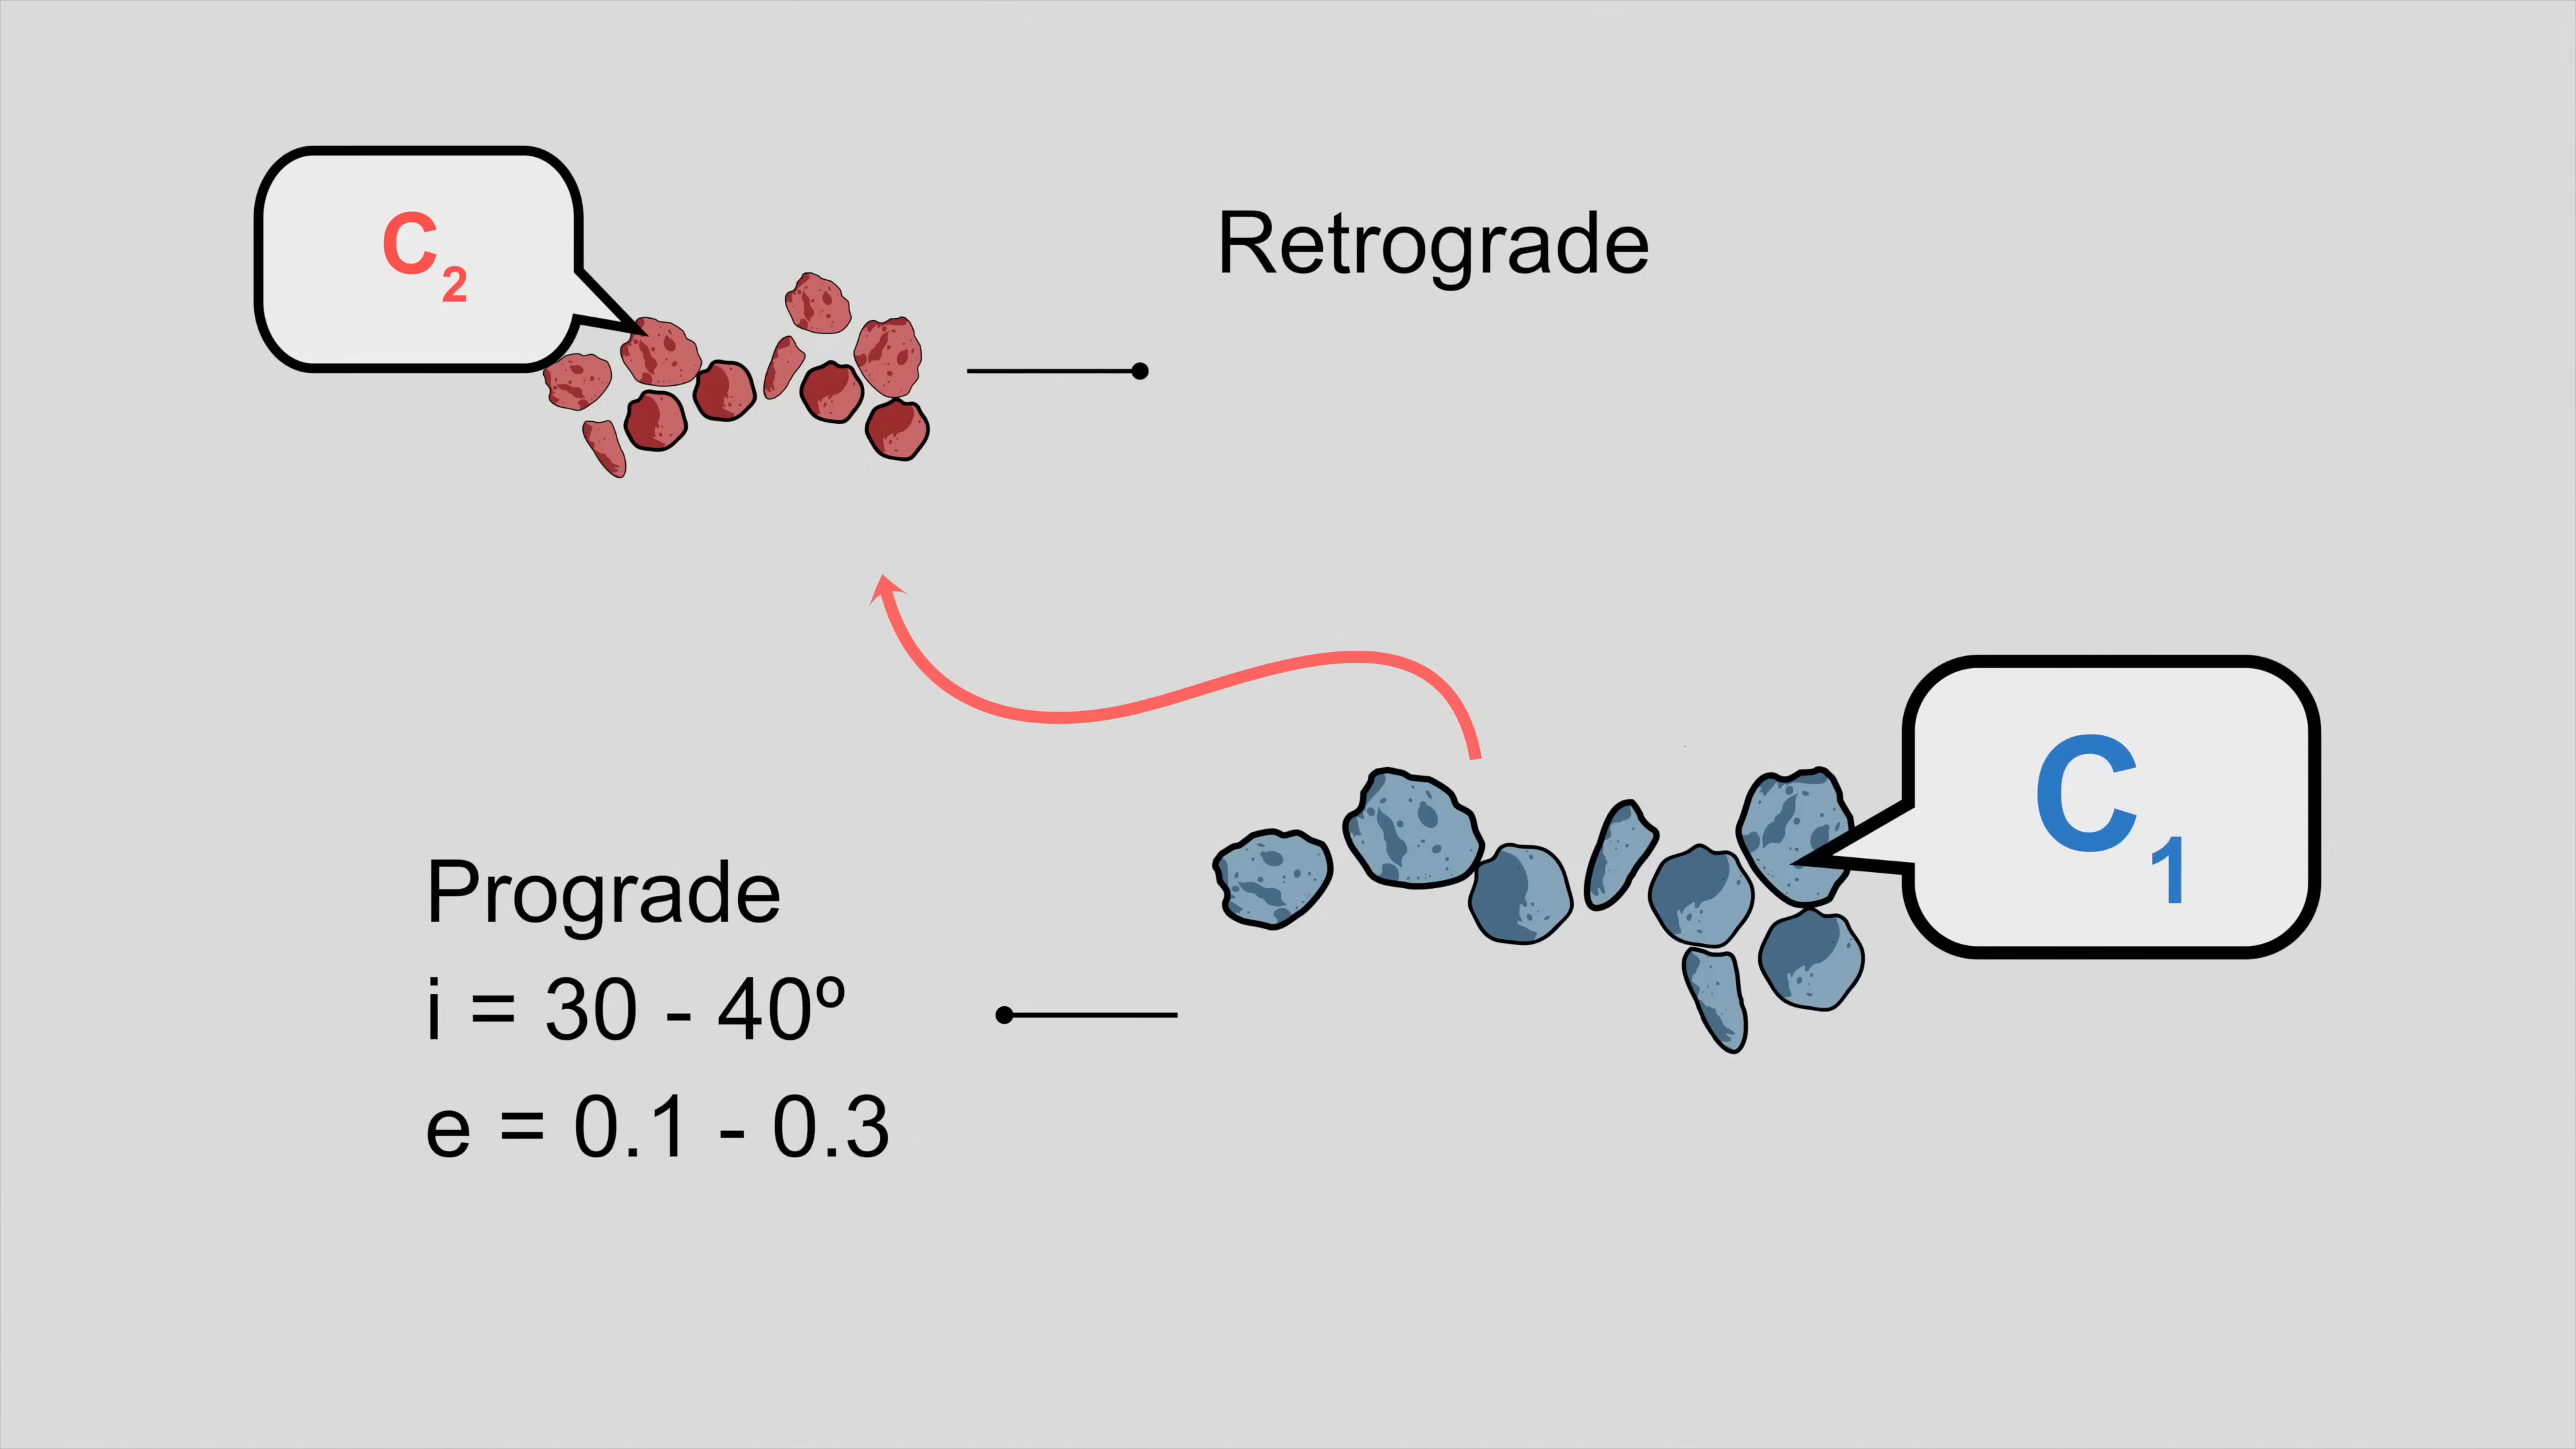 C₂
Retrograde
C₁
Prograde
i = 30 - 40º
e = 0.1 - 0.3